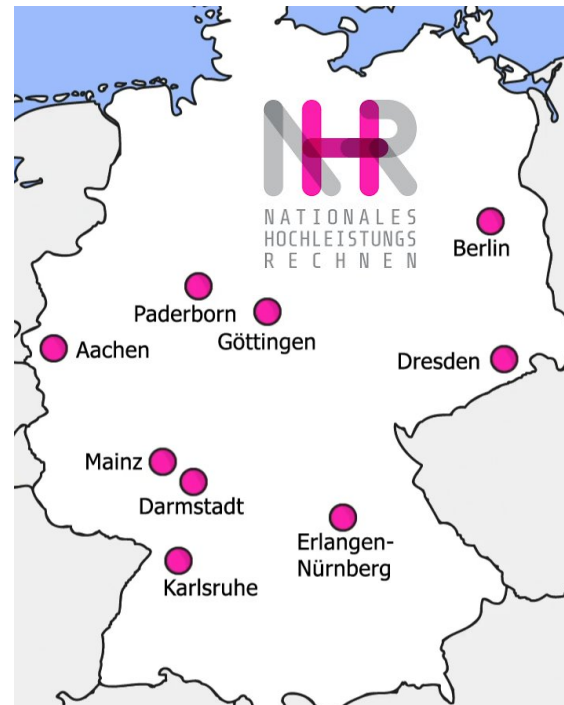 NHR
NATIONALES
HOCHLEISTUNGS
RECHNEN
Berlin
Paderborn
Göttingen
Aachen
Dresden
Mainz
Darmstadt
Erlangen-
Nürnberg
Karlsruhe